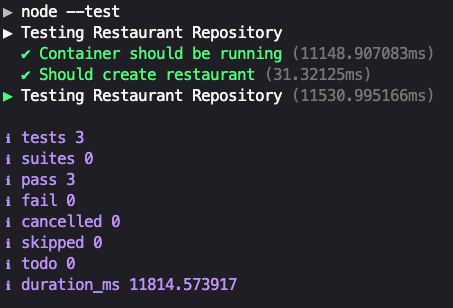 ▶ node --test
▶ Testing Restaurant Repository
✔ Container should be running (11148.907083ms)
✔ Should create restaurant (31.32125ms)
▶ Testing Restaurant Repository (11530.995166ms)
ℹ tests 3
ℹ suites 0
ℹ pass 3
ℹ fail 0
ℹ cancelled 0
ℹ skipped 0
ℹ todo 0
ℹ duration_ms 11814.573917